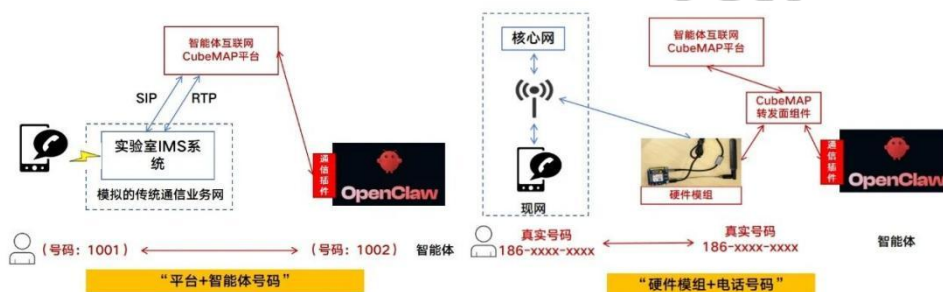 智能体互联网
CubeMAP平台
SIP
RTP
实验室IMS系
统
模拟的传统通信业务网
通信插件
OpenClaw
(号码：1001)
(号码：1002)
智能体
“平台+智能体号码”
核心网
现网
智能体互联网
CubeMAP平台
CubeMAP
转发面组件
硬件模组
通信插件
OpenClaw
真实号码
186-xxxx-xxxx
真实号码
186-xxxx-xxxx
智能体
“硬件模组+电话号码”